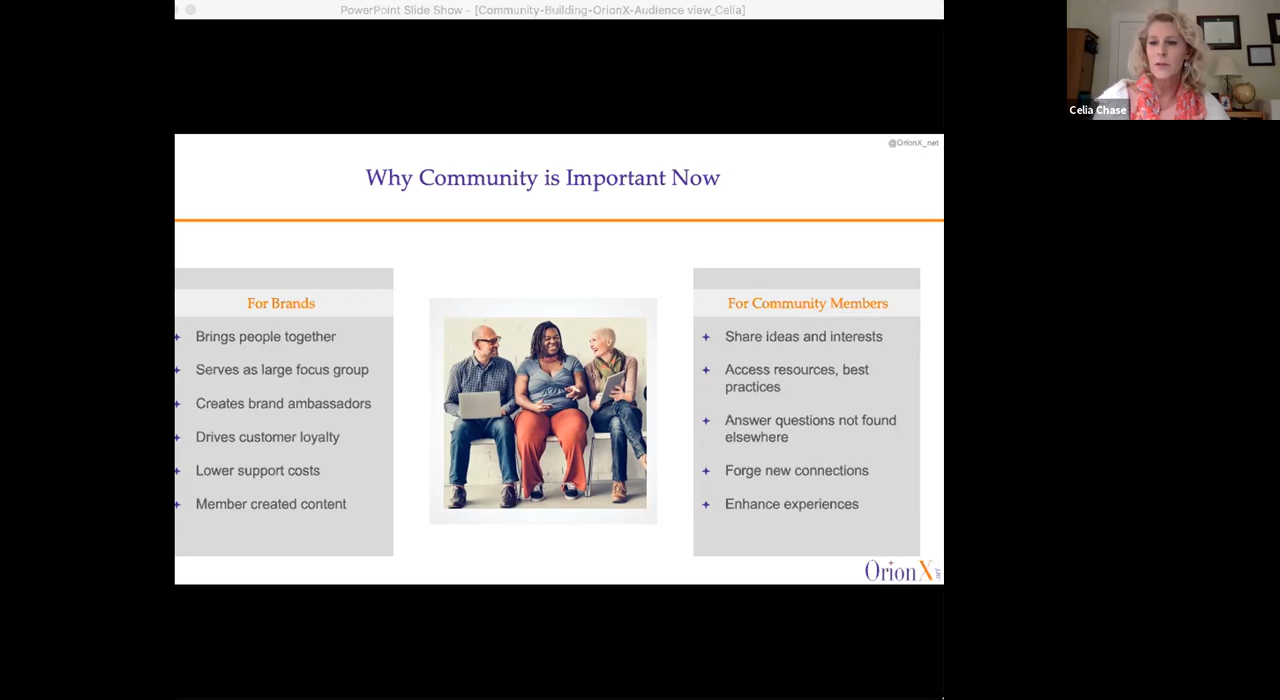 PowerPoint Slide Show - [Community-Building-OrionX-Audience view_Celia]
Celia Chase
@OrionX_net
Why Community is Important Now
For Brands
Brings people together
Serves as large focus group
Creates brand ambassadors
Drives customer loyalty
Lower support costs
Member created content
For Community Members
Share ideas and interests
Access resources, best
practices
Answer questions not found
elsewhere
Forge new connections
Enhance experiences
OrionX